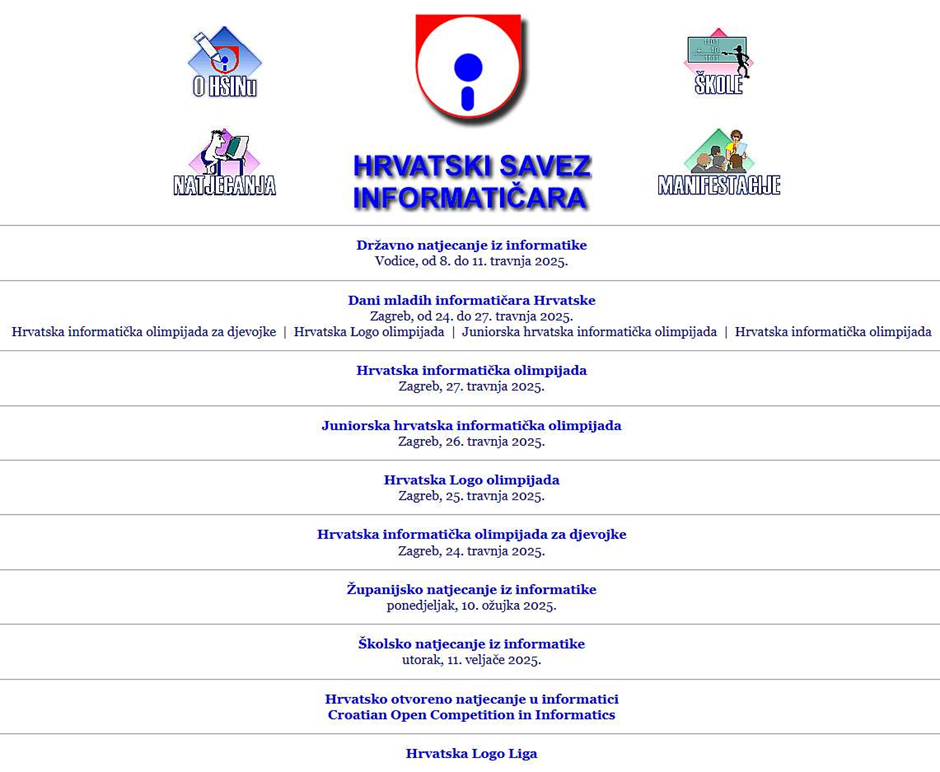 O HSINu
ŠKOLE
NATJECANJA
MANIFESTACIJE
HRVATSKI SAVEZ
INFORMATIČARA
Državno natjecanje iz informatike
Vodice, od 8. do 11. travnja 2025.
Dani mladih informatičara Hrvatske
Zagreb, od 24. do 27. travnja 2025.
Hrvatska informatička olimpijada za djevojke | Hrvatska Logo olimpijada | Juniorska hrvatska informatička olimpijada | Hrvatska informatička olimpijada
Hrvatska informatička olimpijada
Zagreb, 27. travnja 2025.
Juniorska hrvatska informatička olimpijada
Zagreb, 26. travnja 2025.
Hrvatska Logo olimpijada
Zagreb, 25. travnja 2025.
Hrvatska informatička olimpijada za djevojke
Zagreb, 24. travnja 2025.
Županijsko natjecanje iz informatike
ponedjeljak, 10. ožujka 2025.
Školsko natjecanje iz informatike
utorak, 11. veljače 2025.
Hrvatsko otvoreno natjecanje u informatici
Croatian Open Competition in Informatics
Hrvatska Logo Liga